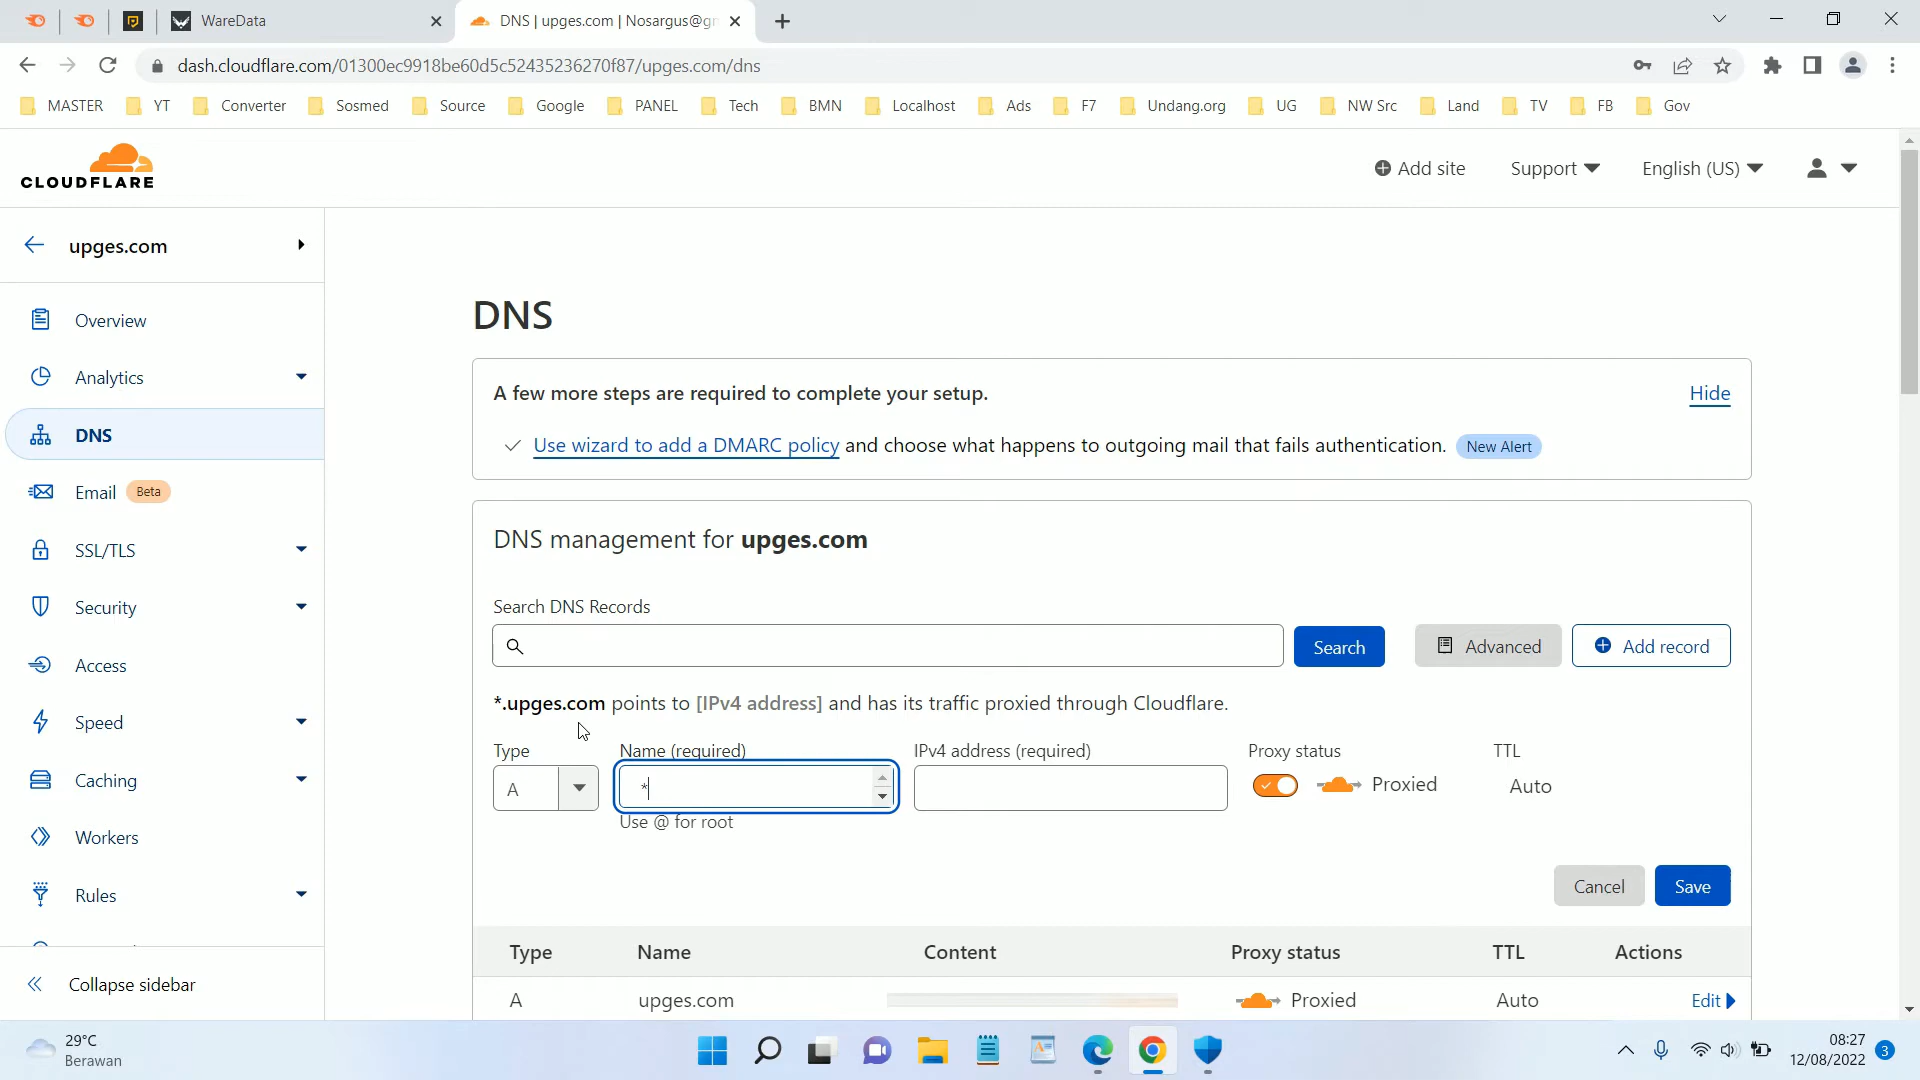 WareData
DNS | upges.com | Nosargus@gm
dash.cloudflare.com/01300ec9918be60d5c52435236270f87/upges.com/dns
MASTER YT Converter Sosmed Source Google PANEL Tech BMN Localhost Ads F7 Undang.org UG NW Src Land TV FB Gov
CLOUDFLARE
Add site
Support
English (US)
upges.com
Overview
Analytics
DNS
Email Beta
SSL/TLS
Security
Access
Speed
Caching
Workers
Rules
Collapse sidebar
DNS
A few more steps are required to complete your setup.
Hide
Use wizard to add a DMARC policy and choose what happens to outgoing mail that fails authentication. New Alert
DNS management for upges.com
Search DNS Records
Search
Advanced
Add record
*.upges.com points to [IPv4 address] and has its traffic proxied through Cloudflare.
Type Name (required) IPv4 address (required) Proxy status TTL
A * Proxied Auto
Use @ for root
Cancel Save
Type Name Content Proxy status TTL Actions
A upges.com Proxied Auto Edit
29°C
Berawan
08:27
12/08/2022
3